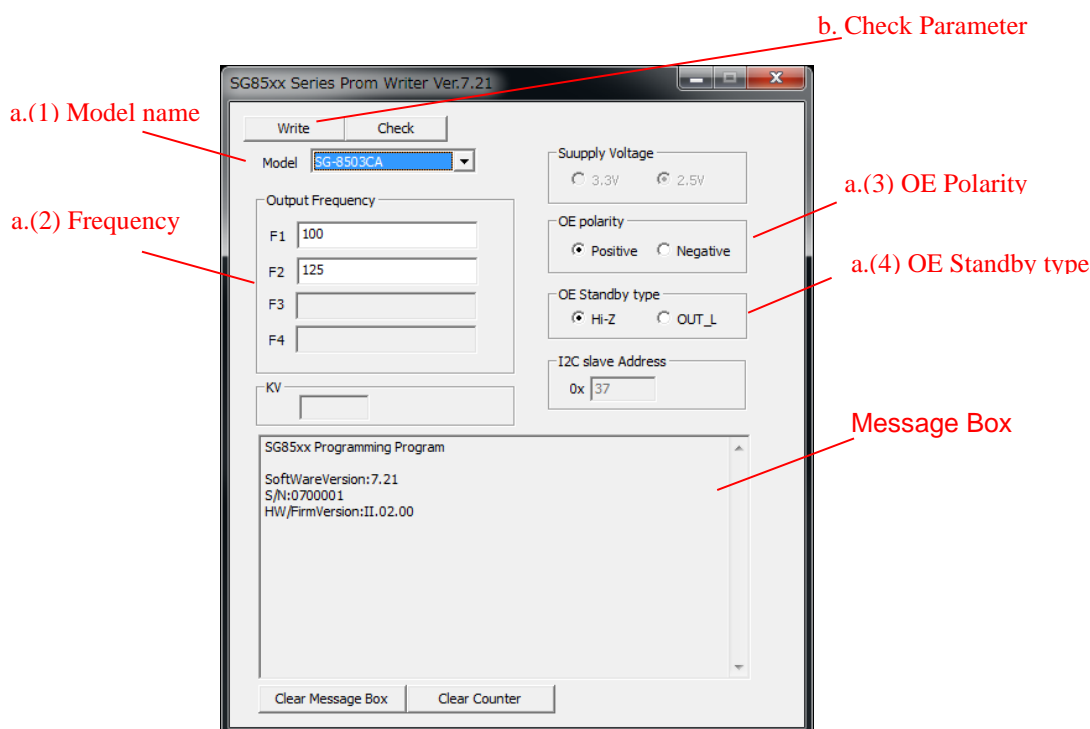 b. Check Parameter
SG85xx Series Prom Writer Ver.7.21
a.(1) Model name
Write Check
Model SG-8503CA
Suupply Voltage
3.3V 2.5V
a.(3) OE Polarity
Output Frequency
a.(2) Frequency
F1 100
OE polarity
Positive Negative
F2 125
a.(4) OE Standby type
F3
OE Standby type
Hi-Z OUT_L
F4
I2C slave Address
0x 37
KV
Message Box
SG85xx Programming Program
SoftWareVersion:7.21
S/N:0700001
HW/FirmVersion:II.02.00
Clear Message Box Clear Counter